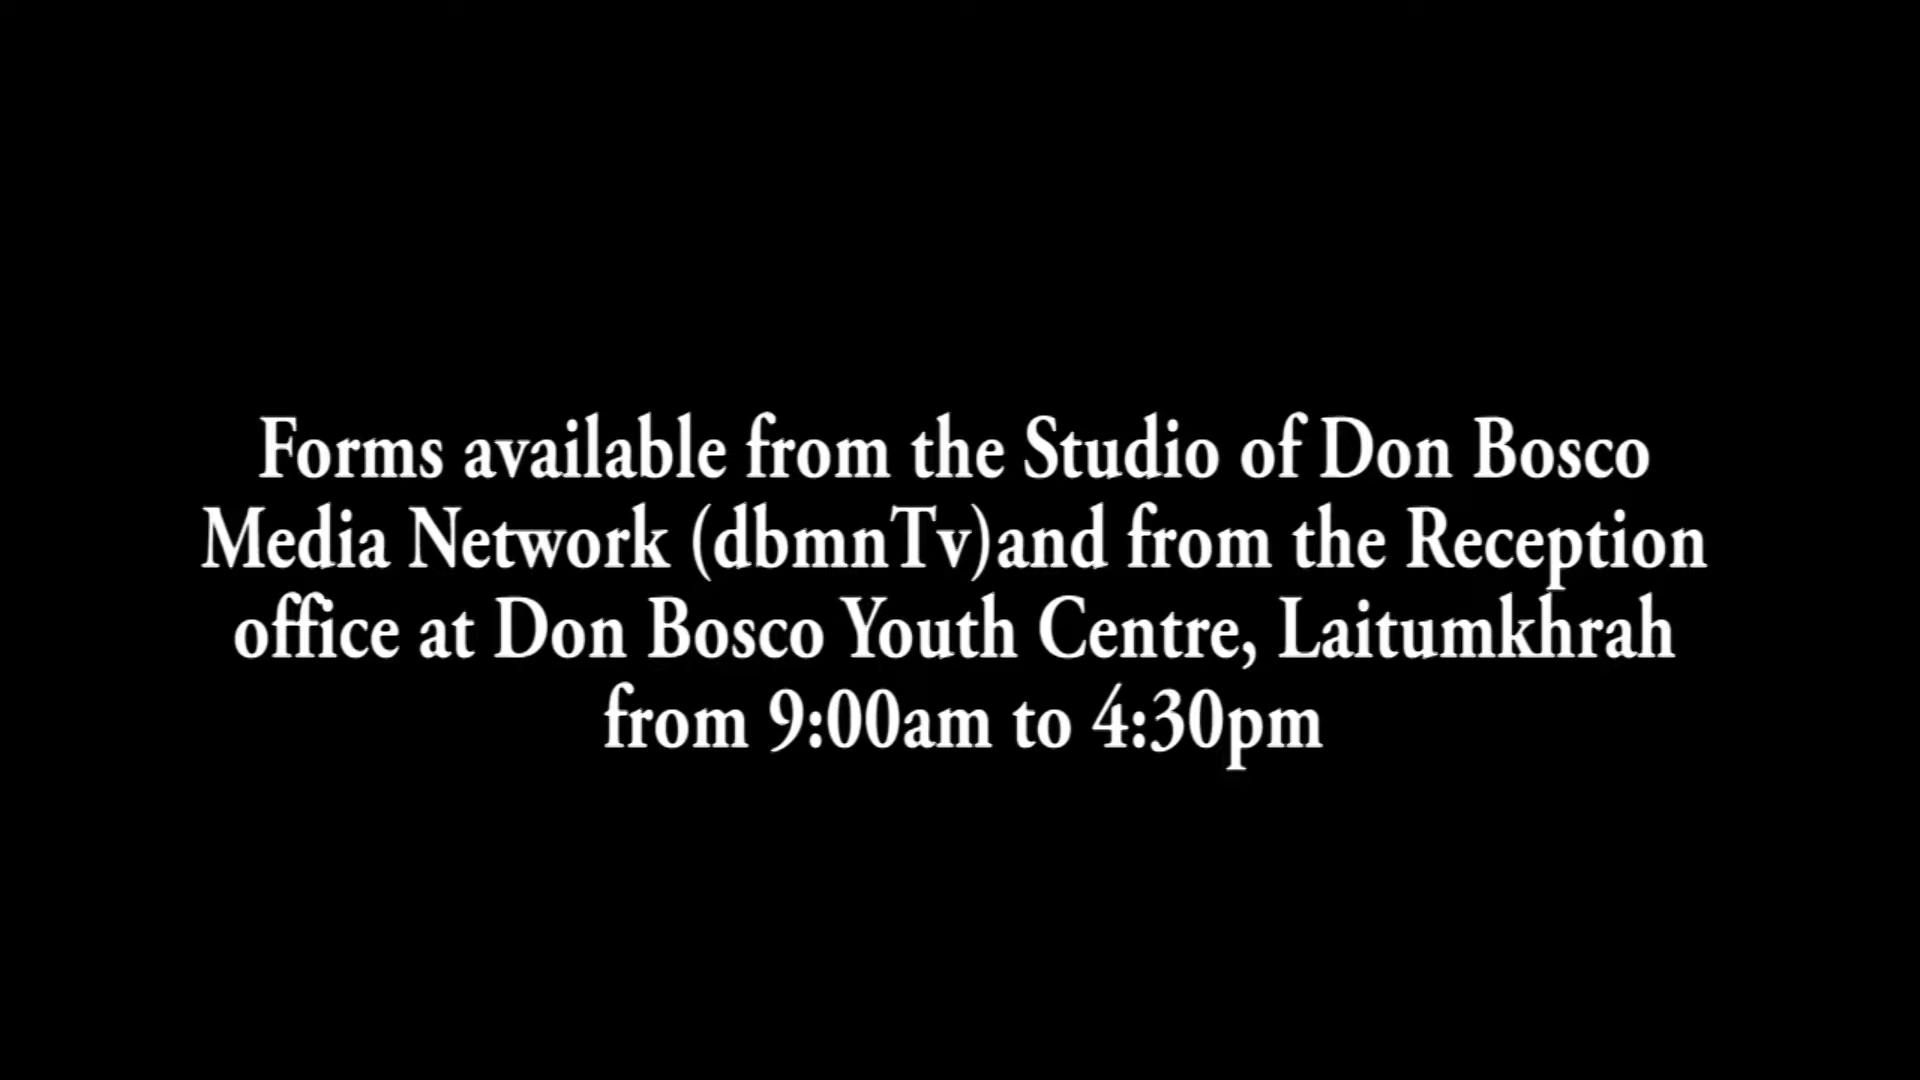 Forms available from the Studio of Don Bosco
Media Network (dbmnTv)and from the Reception
office at Don Bosco Youth Centre, Laitumkhrah
from 9:00am to 4:30pm